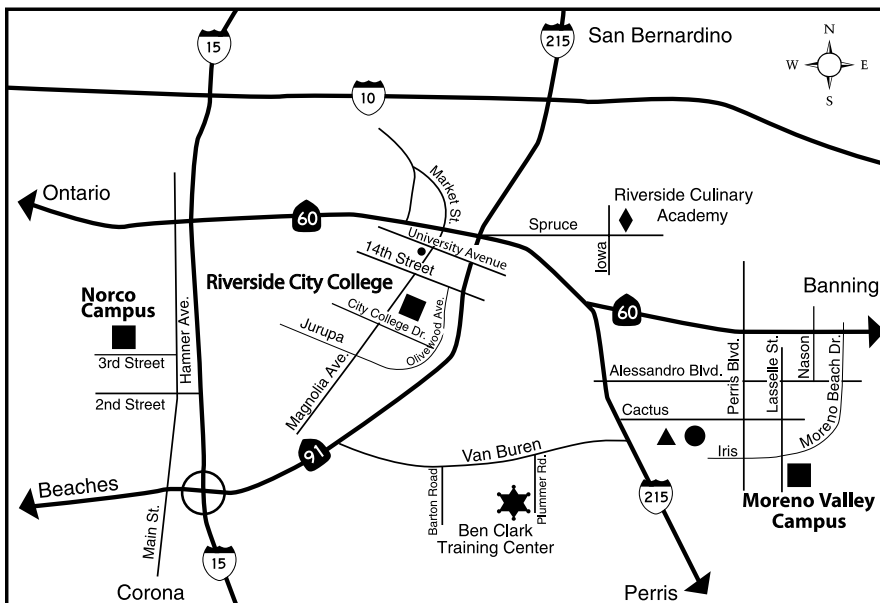 15
215
San Bernardino
N
W
E
S
10
Ontario
60
Market St.
Spruce
Riverside Culinary
Academy
Iowa
University Avenue
14th Street
Riverside City College
City College Dr.
Olivewood Ave.
Jurupa
Magnolia Ave.
Norco
Campus
Hamner Ave.
3rd Street
2nd Street
Banning
60
Perris Blvd.
Lasselle St.
Nason
Moreno Beach Dr.
Alessandro Blvd.
Cactus
Iris
91
Van Buren
Barton Road
Plummer Rd.
Ben Clark
Training Center
Beaches
Main St.
15
Corona
215
Perris
Moreno Valley
Campus